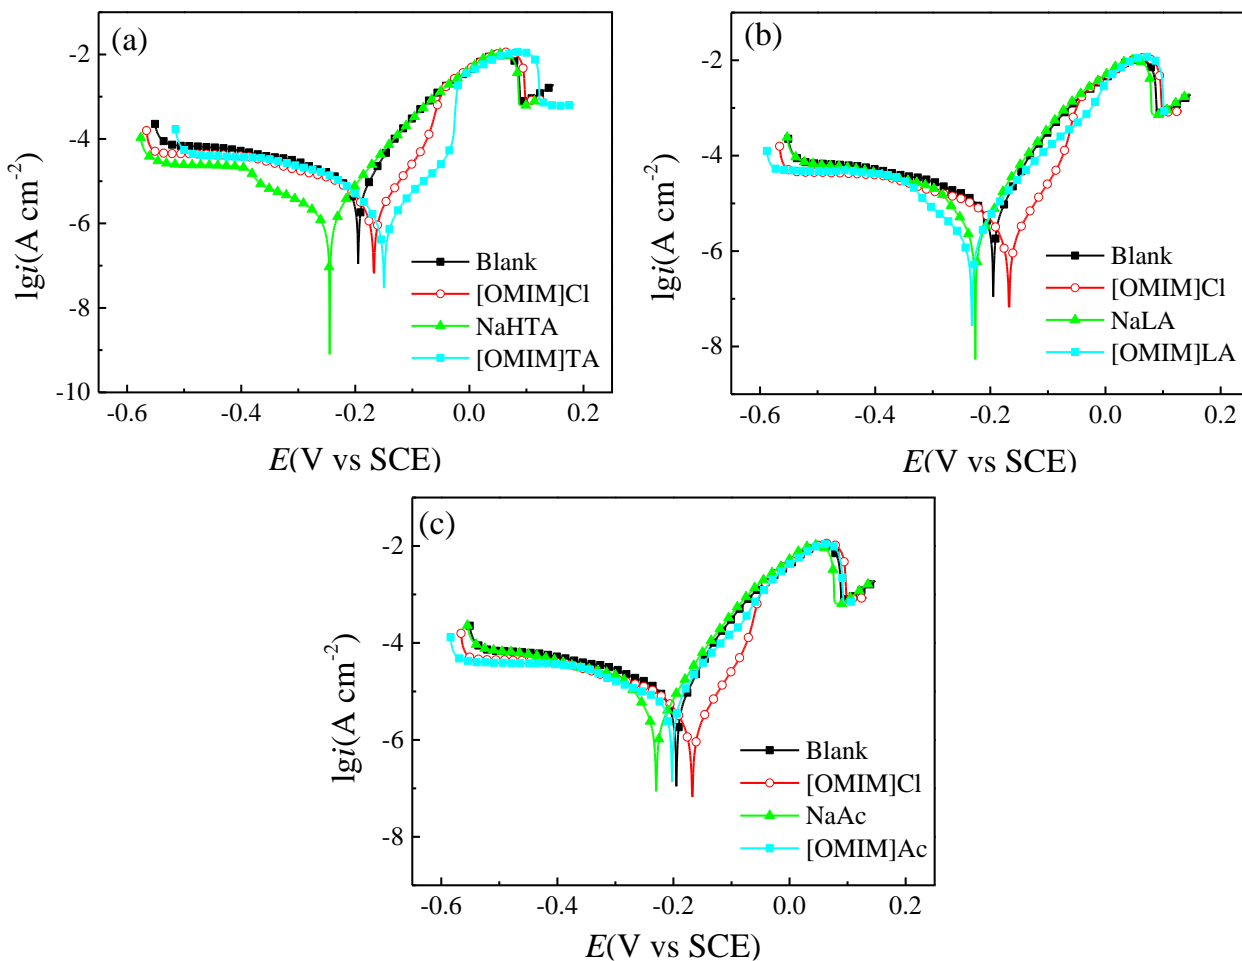 (a)
lgi(A cm-2)
-2
-4
-6
-8
-10
Blank
[OMIM]Cl
NaHTA
[OMIM]TA
-0.6 -0.4 -0.2 0.0 0.2
E(V vs SCE)
(b)
lgi(A cm-2)
-2
-4
-6
-8
Blank
[OMIM]Cl
NaLA
[OMIM]LA
-0.6 -0.4 -0.2 0.0 0.2
E(V vs SCE)
(c)
lgi(A cm-2)
-2
-4
-6
-8
Blank
[OMIM]Cl
NaAc
[OMIM]Ac
-0.6 -0.4 -0.2 0.0 0.2
E(V vs SCE)